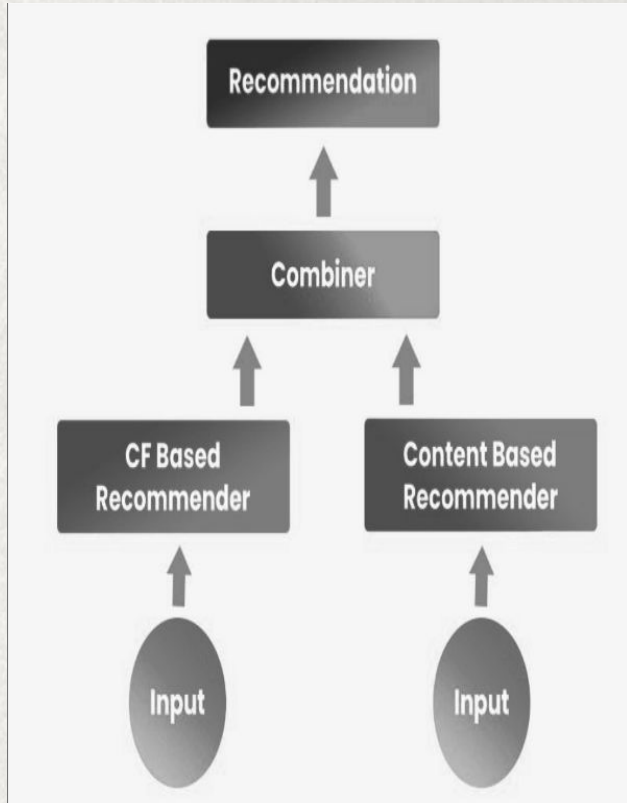 Recommendation
Combiner
CF Based
Recommender
Content Based
Recommender
Input
Input